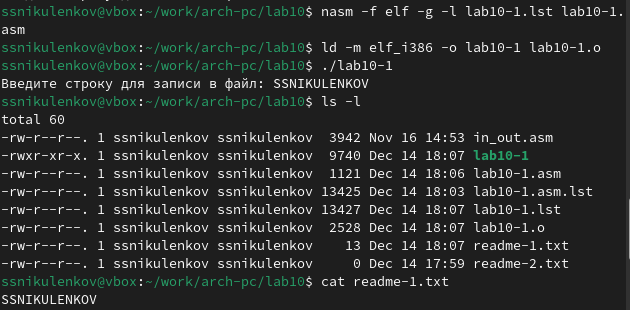 ssnikulenkov@vbox:~/work/arch-pc/lab10$ nasm -f elf -g -l lab10-1.lst lab10-1.
asm
ssnikulenkov@vbox:~/work/arch-pc/lab10$ ld -m elf_i386 -o lab10-1 lab10-1.o
ssnikulenkov@vbox:~/work/arch-pc/lab10$ ./lab10-1
Введите строку для записи в файл: SSNIKULENKOV
ssnikulenkov@vbox:~/work/arch-pc/lab10$ ls -l
total 60
-rw-r--r--. 1 ssnikulenkov ssnikulenkov  3942 Nov 16 14:53 in_out.asm
-rwxr-xr-x. 1 ssnikulenkov ssnikulenkov  9740 Dec 14 18:07 lab10-1
-rw-r--r--. 1 ssnikulenkov ssnikulenkov  1121 Dec 14 18:06 lab10-1.asm
-rw-r--r--. 1 ssnikulenkov ssnikulenkov 13425 Dec 14 18:03 lab10-1.asm.lst
-rw-r--r--. 1 ssnikulenkov ssnikulenkov 13427 Dec 14 18:07 lab10-1.lst
-rw-r--r--. 1 ssnikulenkov ssnikulenkov  2528 Dec 14 18:07 lab10-1.o
-rw-r--r--. 1 ssnikulenkov ssnikulenkov    13 Dec 14 18:07 readme-1.txt
-rw-r--r--. 1 ssnikulenkov ssnikulenkov     0 Dec 14 17:59 readme-2.txt
ssnikulenkov@vbox:~/work/arch-pc/lab10$ cat readme-1.txt
SSNIKULENKOV